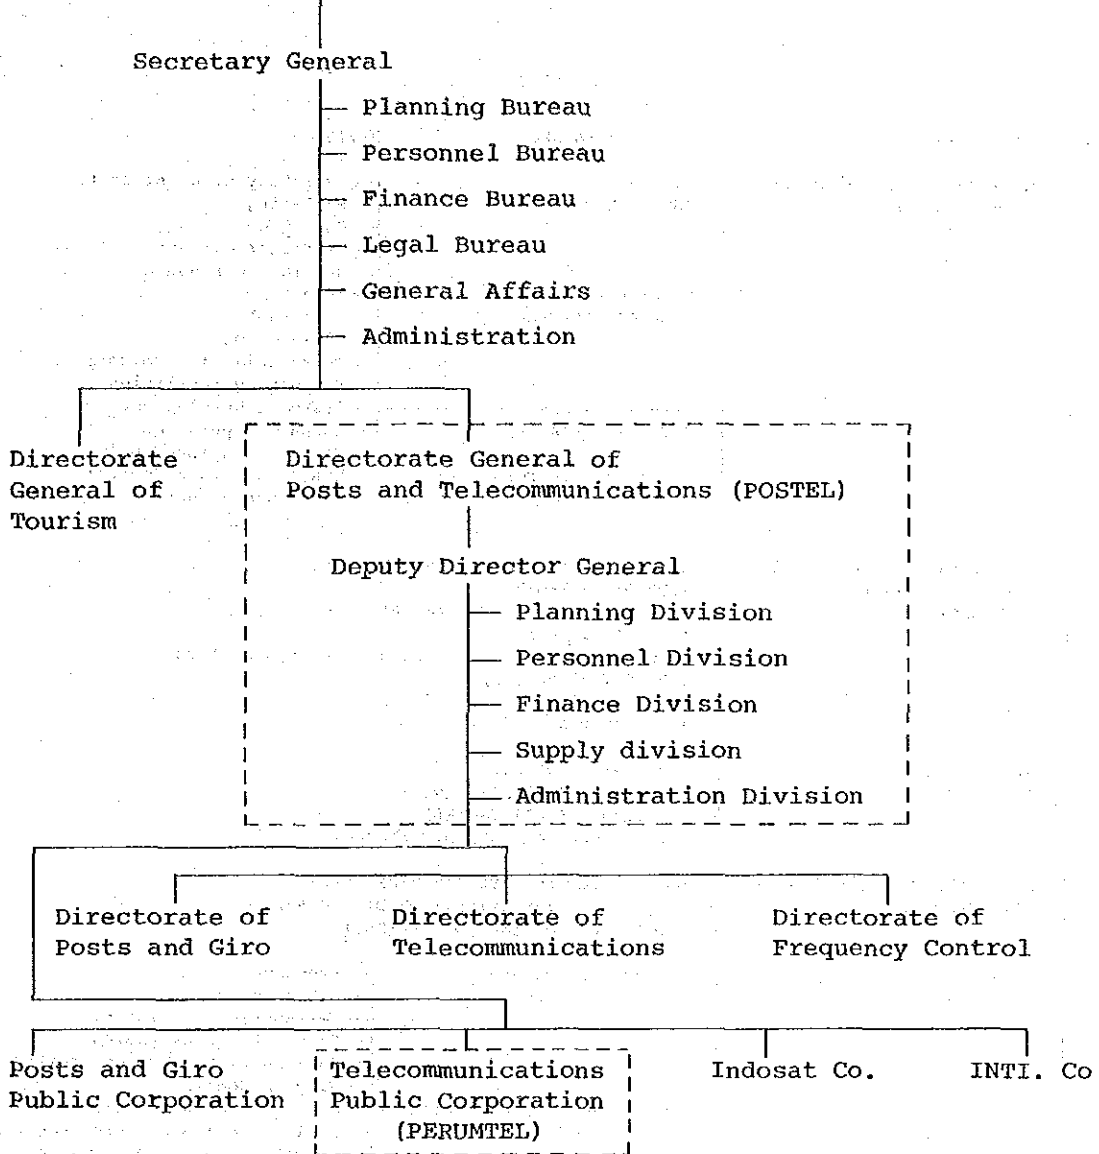 Secretary General
Planning Bureau
Personnel Bureau
Finance Bureau
Legal Bureau
General Affairs
Administration
Directorate
General of
Tourism
Directorate General of
Posts and Telecommunications (POSTEL)
Deputy Director General
Planning Division
Personnel Division
Finance Division
Supply division
Administration Division
Directorate of
Posts and Giro
Directorate of
Telecommunications
Directorate of
Frequency Control
Posts and Giro
Public Corporation
Telecommunications
Public Corporation
(PERUMTEL)
Indosat Co.
INTI. Co